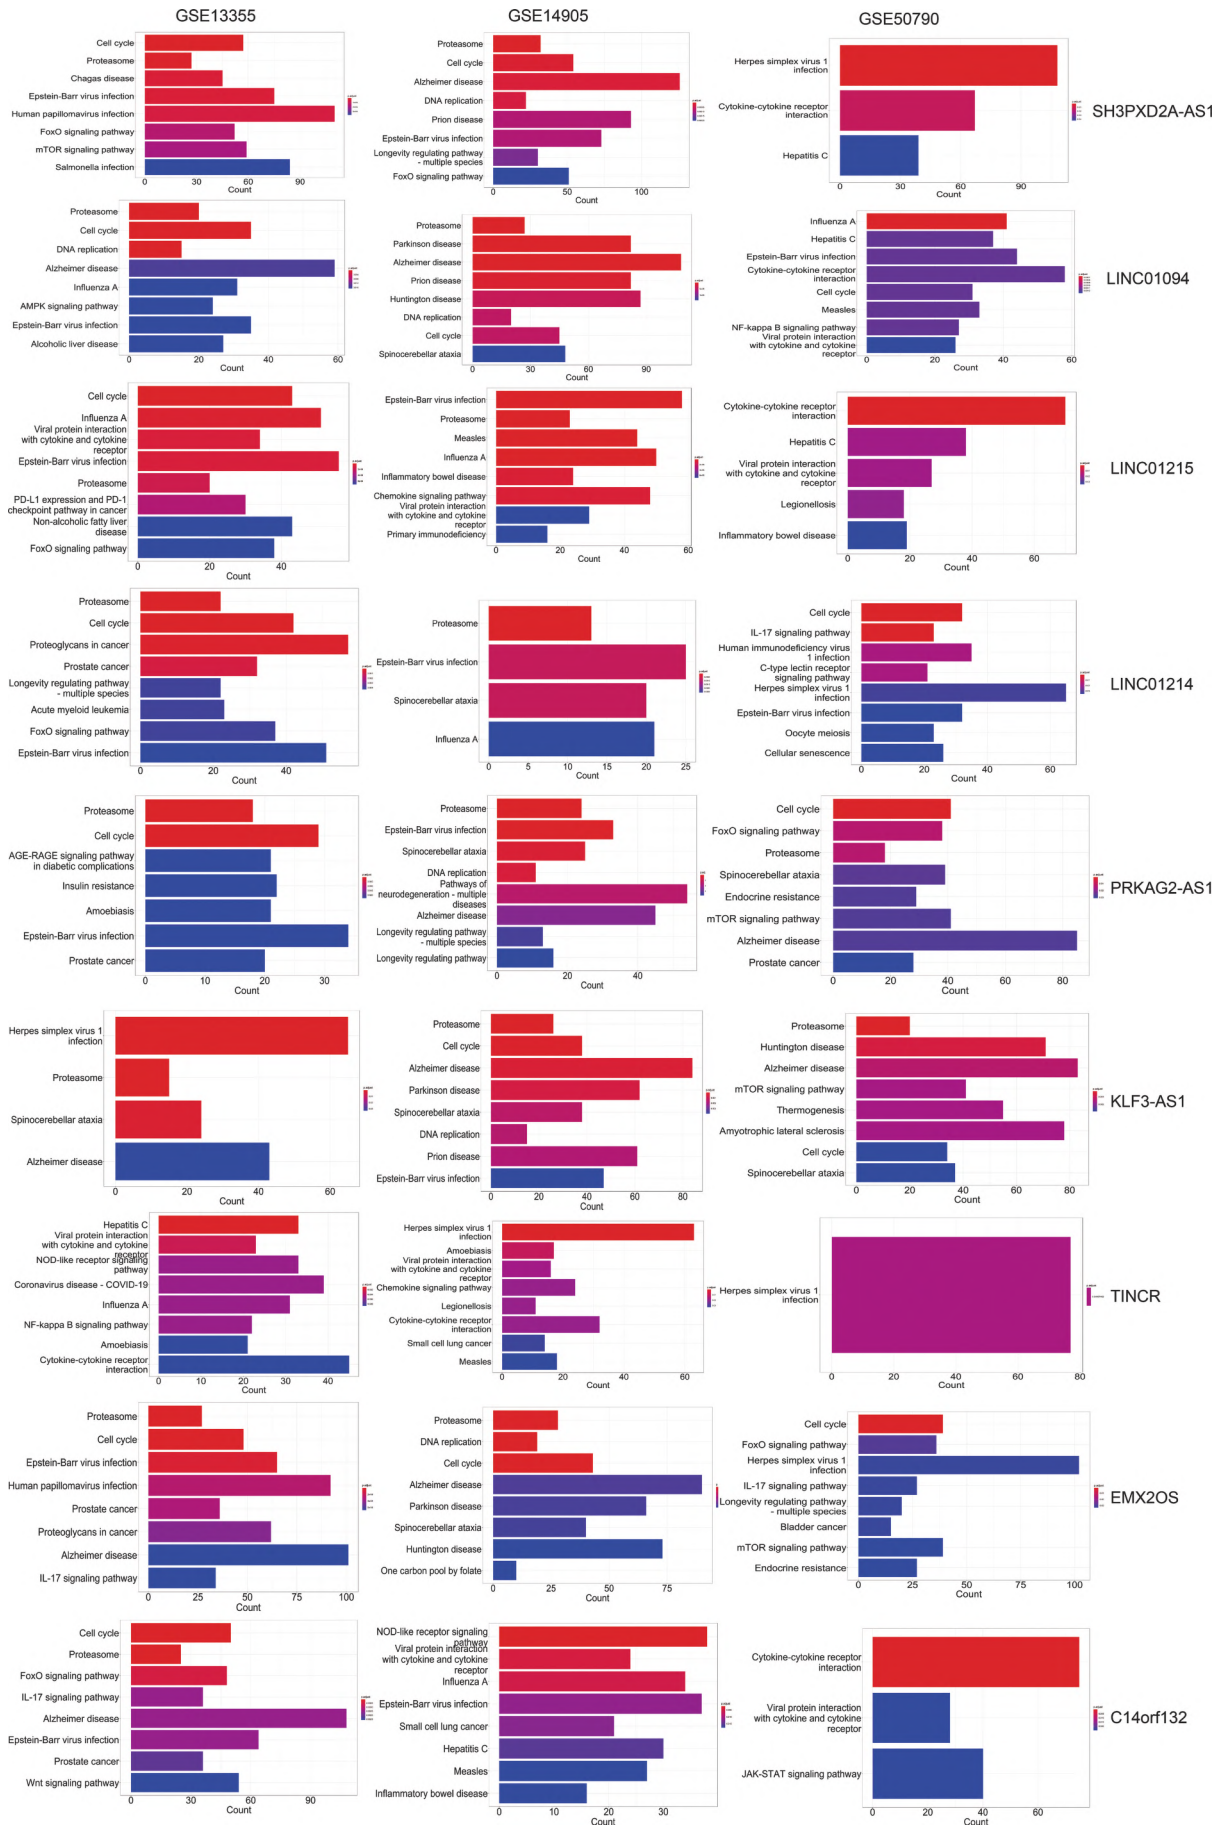 GSE13355
GSE14905
GSE50790
Cell cycle
Proteasome
Chagas disease
Epstein-Barr virus infection
Human papillomavirus infection
FoxO signaling pathway
mTOR signaling pathway
Salmonella infection
0 30 60 90
Count
Proteasome
Cell cycle
Alzheimer disease
DNA replication
Prion disease
Epstein-Barr virus infection
Longevity regulating pathway
- multiple species
FoxO signaling pathway
0 50 100
Count
Herpes simplex virus 1
infection
Cytokine-cytokine receptor
interaction
Hepatitis C
0 30 60 90
Count
SH3PXD2A-AS1
Proteasome
Cell cycle
DNA replication
Alzheimer disease
Influenza A
AMPK signaling pathway
Epstein-Barr virus infection
Alcoholic liver disease
0 20 40 60
Count
Proteasome
Parkinson disease
Alzheimer disease
Prion disease
Huntington disease
DNA replication
Cell cycle
Spinocerebellar ataxia
0 30 60 90
Count
Influenza A
Hepatitis C
Epstein-Barr virus infection
Cytokine-cytokine receptor
interaction
Cell cycle
Measles
NF-kappa B signaling pathway
Viral protein interaction
with cytokine and cytokine
receptor
0 20 40 60
Count
LINC01094
Cell cycle
Influenza A
Viral protein interaction
with cytokine and cytokine
receptor
Epstein-Barr virus infection
Proteasome
PD-L1 expression and PD-1
checkpoint pathway in cancer
Non-alcoholic fatty liver
disease
FoxO signaling pathway
0 20 40
Count
Epstein-Barr virus infection
Proteasome
Measles
Influenza A
Inflammatory bowel disease
Chemokine signaling pathway
Viral protein interaction
with cytokine and cytokine
receptor
Primary immunodeficiency
0 20 40 60
Count
Cytokine-cytokine receptor
interaction
Hepatitis C
Viral protein interaction
with cytokine and cytokine
receptor
Legionellosis
Inflammatory bowel disease
0 20 40 60
Count
LINC01215
Proteasome
Cell cycle
Proteoglycans in cancer
Prostate cancer
Longevity regulating pathway
- multiple species
Acute myeloid leukemia
FoxO signaling pathway
Epstein-Barr virus infection
0 20 40
Count
Proteasome
Epstein-Barr virus infection
Spinocerebellar ataxia
Influenza A
0 5 10 15 20 25
Count
Cell cycle
IL-17 signaling pathway
Human immunodeficiency virus
1 infection
C-type lectin receptor
signaling pathway
Herpes simplex virus 1
infection
Epstein-Barr virus infection
Oocyte meiosis
Cellular senescence
0 20 40 60
Count
LINC01214
Proteasome
Cell cycle
AGE-RAGE signaling pathway
in diabetic complications
Insulin resistance
Amoebiasis
Epstein-Barr virus infection
Prostate cancer
0 10 20 30
Count
Proteasome
Epstein-Barr virus infection
Spinocerebellar ataxia
DNA replication
Pathways of
neurodegeneration - multiple
diseases
Alzheimer disease
Longevity regulating pathway
- multiple species
Longevity regulating pathway
0 20 40
Count
Cell cycle
FoxO signaling pathway
Proteasome
Spinocerebellar ataxia
Endocrine resistance
mTOR signaling pathway
Alzheimer disease
Prostate cancer
0 20 40 60 80
Count
PRKAG2-AS1
Herpes simplex virus 1
infection
Proteasome
Spinocerebellar ataxia
Alzheimer disease
0 20 40 60
Count
Proteasome
Cell cycle
Alzheimer disease
Parkinson disease
Spinocerebellar ataxia
DNA replication
Prion disease
Epstein-Barr virus infection
0 20 40 60 80
Count
Proteasome
Huntington disease
Alzheimer disease
mTOR signaling pathway
Thermogenesis
Amyotrophic lateral sclerosis
Cell cycle
Spinocerebellar ataxia
0 20 40 60 80
Count
KLF3-AS1
Hepatitis C
Viral protein interaction
with cytokine and cytokine
receptor
NOD-like receptor signaling
pathway
Coronavirus disease - COVID-19
Influenza A
NF-kappa B signaling pathway
Amoebiasis
Cytokine-cytokine receptor
interaction
0 10 20 30 40
Count
Herpes simplex virus 1
infection
Amoebiasis
Viral protein interaction
with cytokine and cytokine
receptor
Chemokine signaling pathway
Legionellosis
Cytokine-cytokine receptor
interaction
Small cell lung cancer
Measles
0 20 40 60
Count
Herpes simplex virus 1
infection
0 20 40 60 80
Count
TINCR
Proteasome
Cell cycle
Epstein-Barr virus infection
Human papillomavirus infection
Prostate cancer
Proteoglycans in cancer
Alzheimer disease
IL-17 signaling pathway
0 25 50 75 100
Count
Proteasome
DNA replication
Cell cycle
Alzheimer disease
Parkinson disease
Spinocerebellar ataxia
Huntington disease
One carbon pool by folate
0 25 50 75
Count
Cell cycle
FoxO signaling pathway
Herpes simplex virus 1
infection
IL-17 signaling pathway
Longevity regulating pathway
- multiple species
Bladder cancer
mTOR signaling pathway
Endocrine resistance
0 25 50 75 100
Count
EMX2OS
Cell cycle
Proteasome
FoxO signaling pathway
IL-17 signaling pathway
Alzheimer disease
Epstein-Barr virus infection
Prostate cancer
Wnt signaling pathway
0 30 60 90
Count
NOD-like receptor signaling
pathway
Viral protein interaction
with cytokine and cytokine
receptor
Influenza A
Epstein-Barr virus infection
Small cell lung cancer
Hepatitis C
Measles
Inflammatory bowel disease
0 10 20 30
Count
Cytokine-cytokine receptor
interaction
Viral protein interaction
with cytokine and cytokine
receptor
JAK-STAT signaling pathway
0 20 40 60
Count
C14orf132